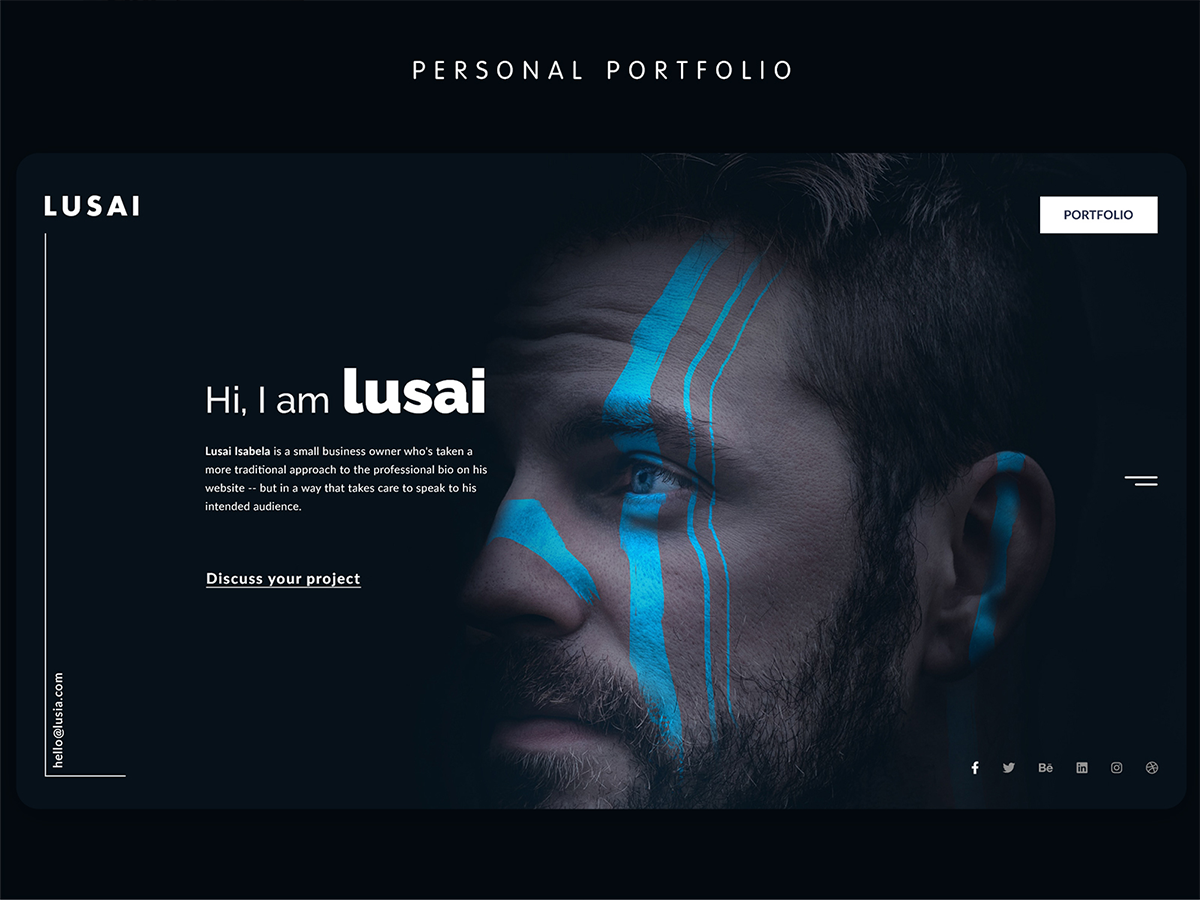 PERSONAL PORTFOLIO
LUSAI
PORTFOLIO
Hi, I am lusai
Lusai Isabela is a small business owner who's taken a
more traditional approach to the professional bio on his
website -- but in a way that takes care to speak to his
intended audience.
Discuss your project
hello@lusia.com
f
Bē
in